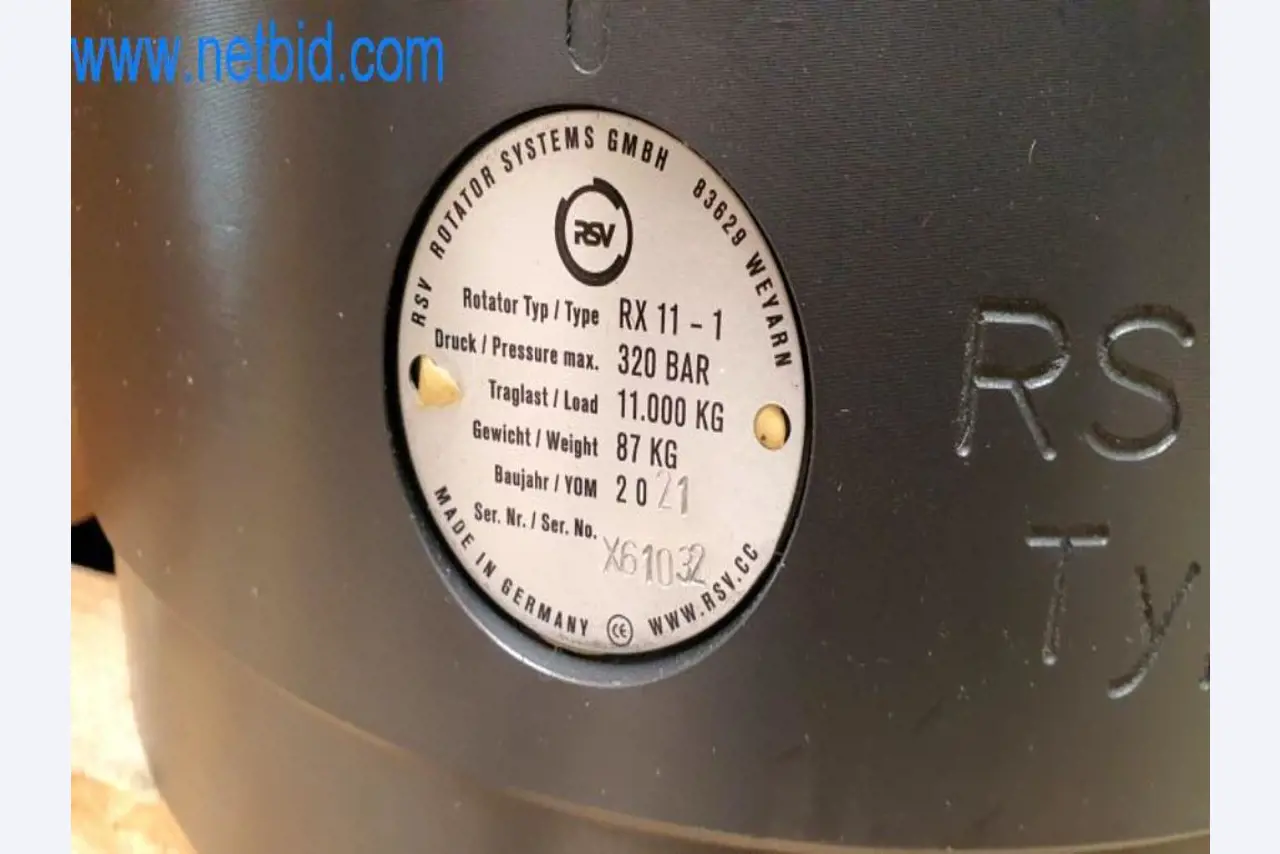 www.netbid.com
RSV ROTATOR SYSTEMS GMBH 83629 WEYARN
RSV
Rotator Typ / Type RX 11 - 1
Druck / Pressure max. 320 BAR
Traglast / Load 11.000 KG
Gewicht / Weight 87 KG
Baujahr / YOM 2021
Ser. Nr. / Ser. No. X61032
MADE IN GERMANY CE WWW.RSV.CC
RS
Ty